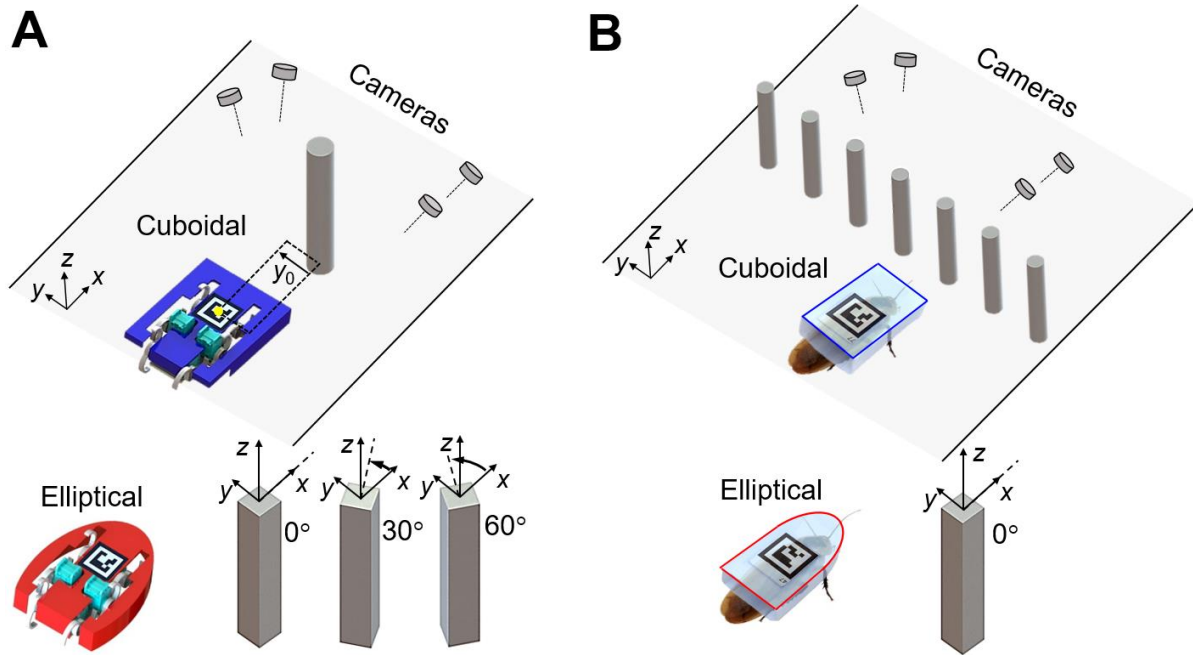 A
Cameras
Cuboidal
z
y
x
y0
Elliptical
z
y
x
0°
z
y
x
30°
z
y
x
60°
B
Cameras
Cuboidal
z
y
x
Elliptical
z
y
x
0°